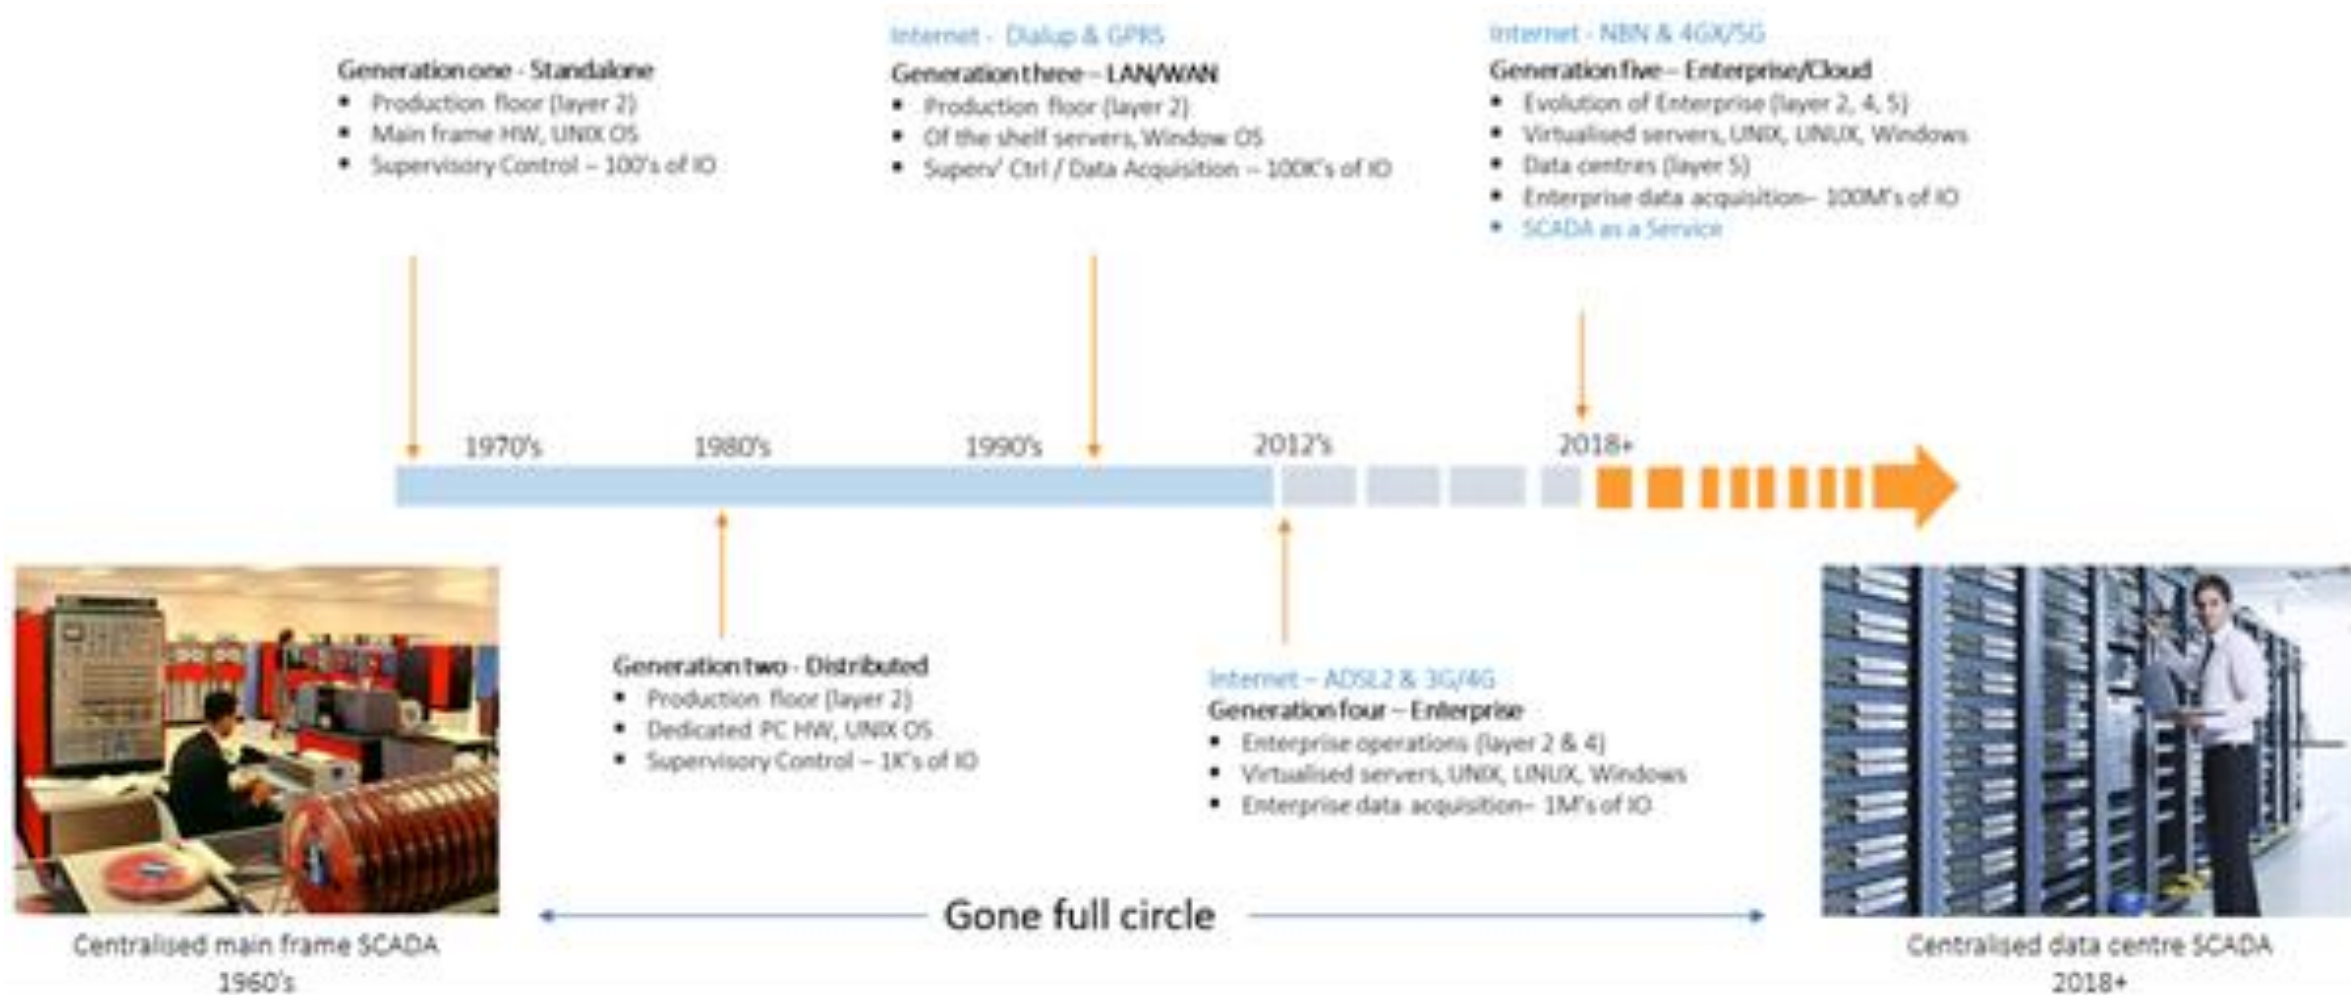 Generation one - Standalone
▪ Production floor (layer 2)
▪ Main frame HW, UNIX OS
▪ Supervisory Control – 100's of IO
Internet - Dialup & GPRS
Generation three – LAN/WAN
▪ Production floor (layer 2)
▪ Of the shelf servers, Window OS
▪ Superv' Ctrl / Data Acquisition – 100K's of IO
Internet - NBN & 4GX/5G
Generation five – Enterprise/Cloud
▪ Evolution of Enterprise (layer 2, 4, 5)
▪ Virtualised servers, UNIX, LINUX, Windows
▪ Data centres (layer 5)
▪ Enterprise data acquisition– 100M's of IO
▪ SCADA as a Service
1970's
1980's
1990's
2012's
2018+
Generation two - Distributed
▪ Production floor (layer 2)
▪ Dedicated PC HW, UNIX OS
▪ Supervisory Control – 1K's of IO
Internet – ADSL2 & 3G/4G
Generation four – Enterprise
▪ Enterprise operations (layer 2 & 4)
▪ Virtualised servers, UNIX, LINUX, Windows
▪ Enterprise data acquisition– 1M's of IO
Gone full circle
Centralised main frame SCADA
1960's
Centralised data centre SCADA
2018+